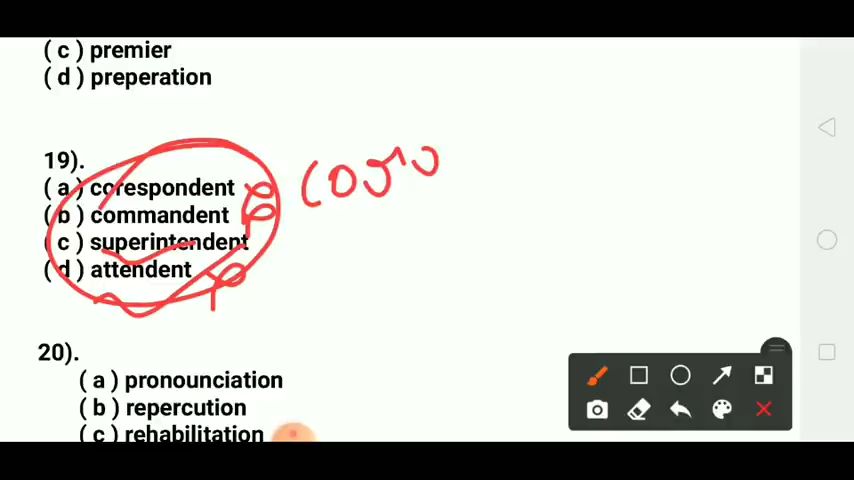 ( c ) premier
( d ) preperation
19).
( a ) corespondent
( b ) commandent
( c ) superintendent
( d ) attendent
20).
( a ) pronounciation
( b ) repercution
( c ) rehabilitation